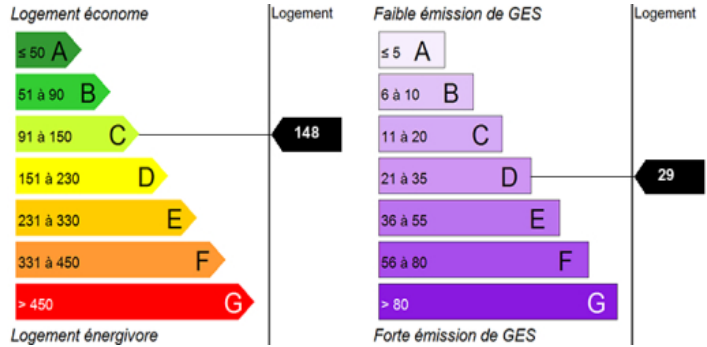 Logement économe
Logement
≤ 50 A
51 à 90 B
91 à 150 C
148
151 à 230 D
231 à 330 E
331 à 450 F
> 450 G
Logement énergivore
Faible émission de GES
Logement
≤ 5 A
6 à 10 B
11 à 20 C
21 à 35 D
29
36 à 55 E
56 à 80 F
> 80 G
Forte émission de GES